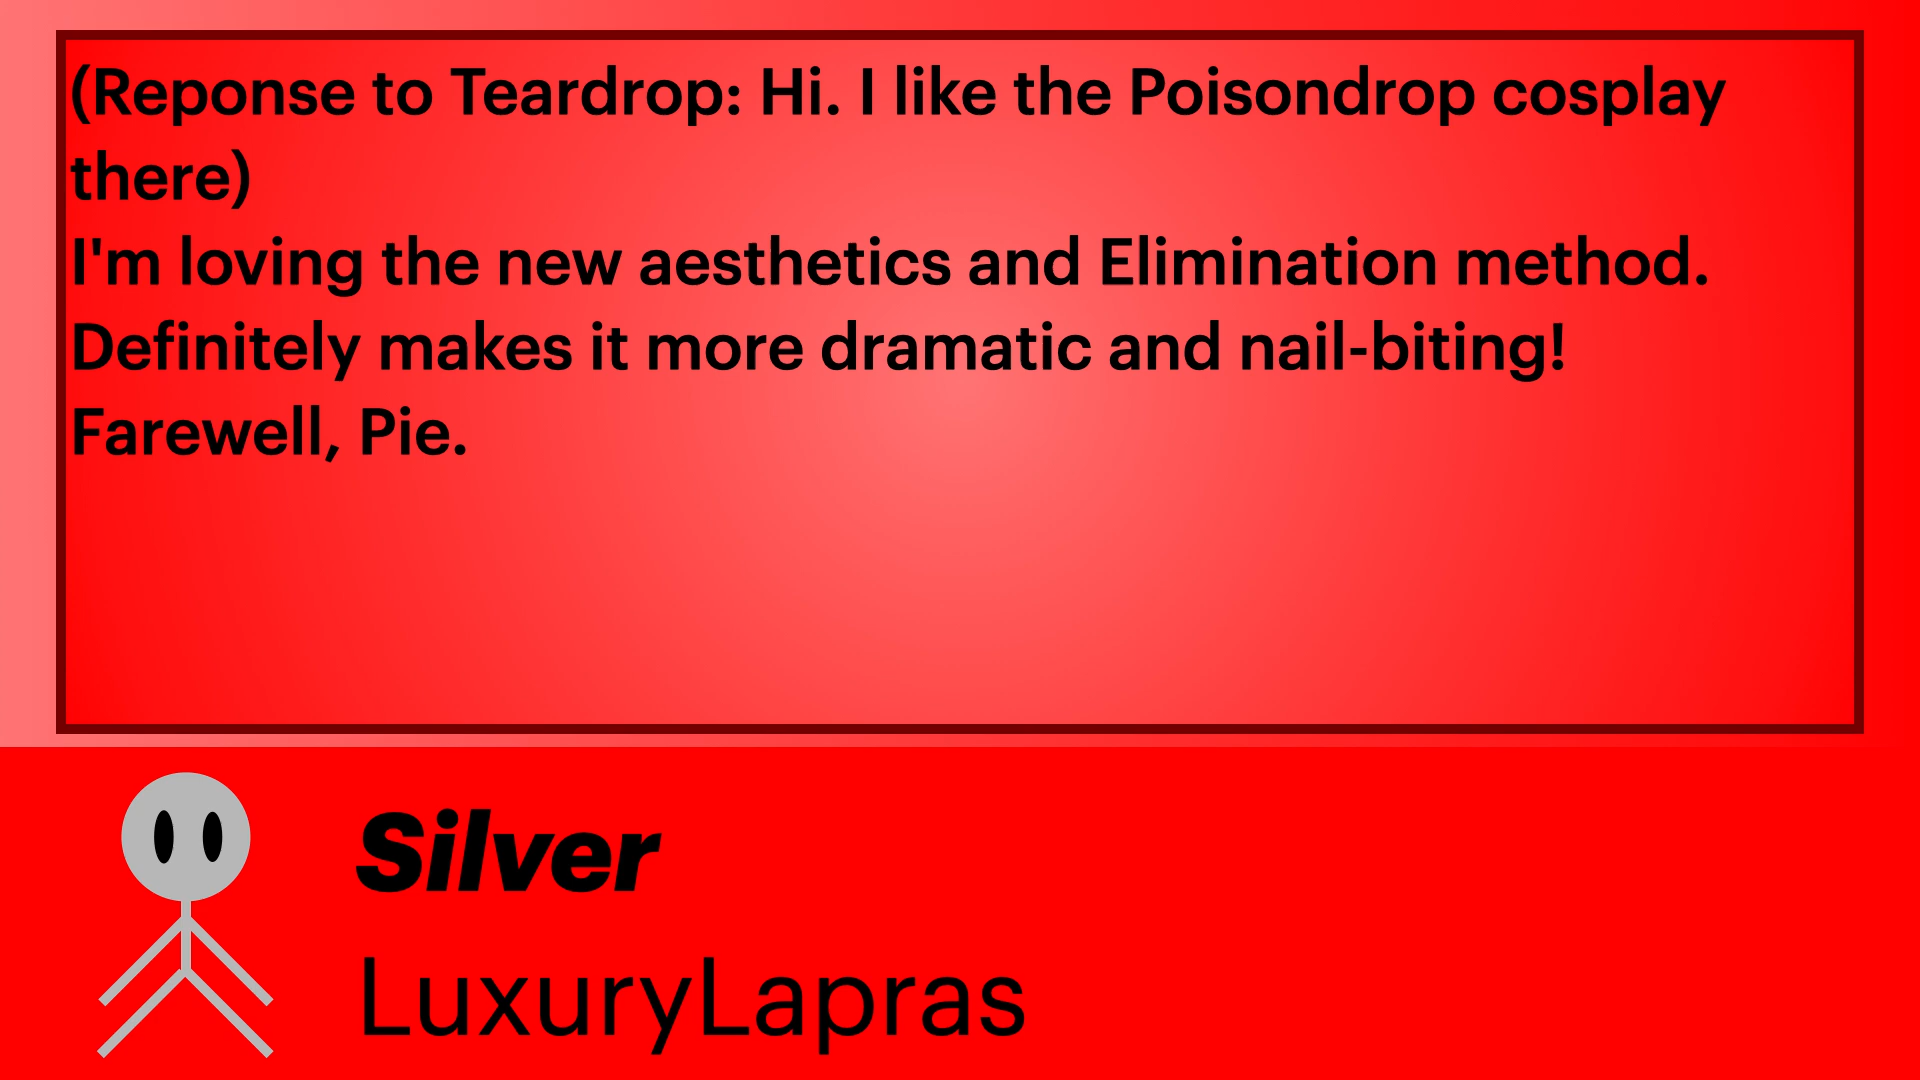 (Reponse to Teardrop: Hi. I like the Poisondrop cosplay
there)
I'm loving the new aesthetics and Elimination method.
Definitely makes it more dramatic and nail-biting!
Farewell, Pie.
Silver
LuxuryLapras